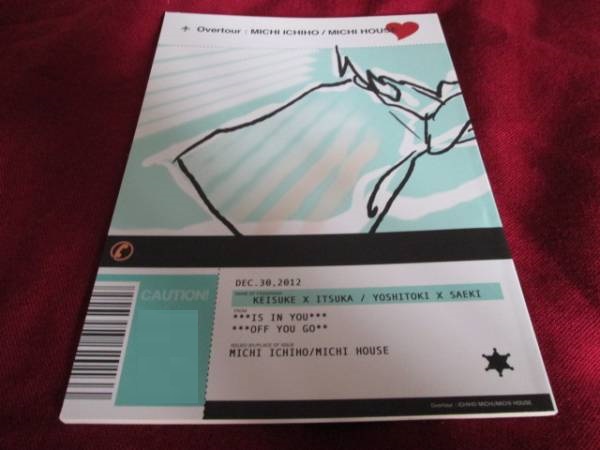 + Overtour : MICHI ICHIHO / MICHI HOUSE
DEC.30,2012
KEISUKE X ITSUKA / YOSHITOKI X SAEKI
FROM
***IS IN YOU***
***OFF YOU GO**
MICHI ICHIHO/MICHI HOUSE
CAUTION!
Overtour : ICHIHO MICHI/MICHI HOUSE